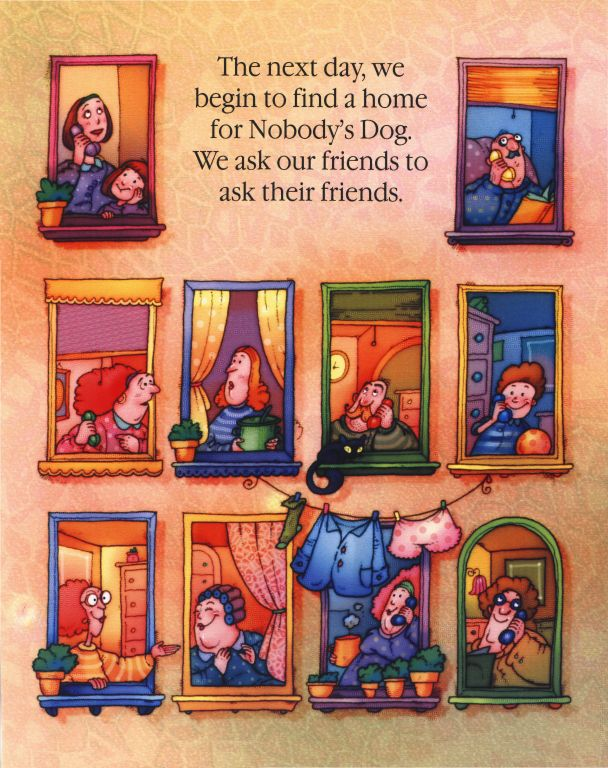 The next day, we
begin to find a home
for Nobody's Dog.
We ask our friends to
ask their friends.